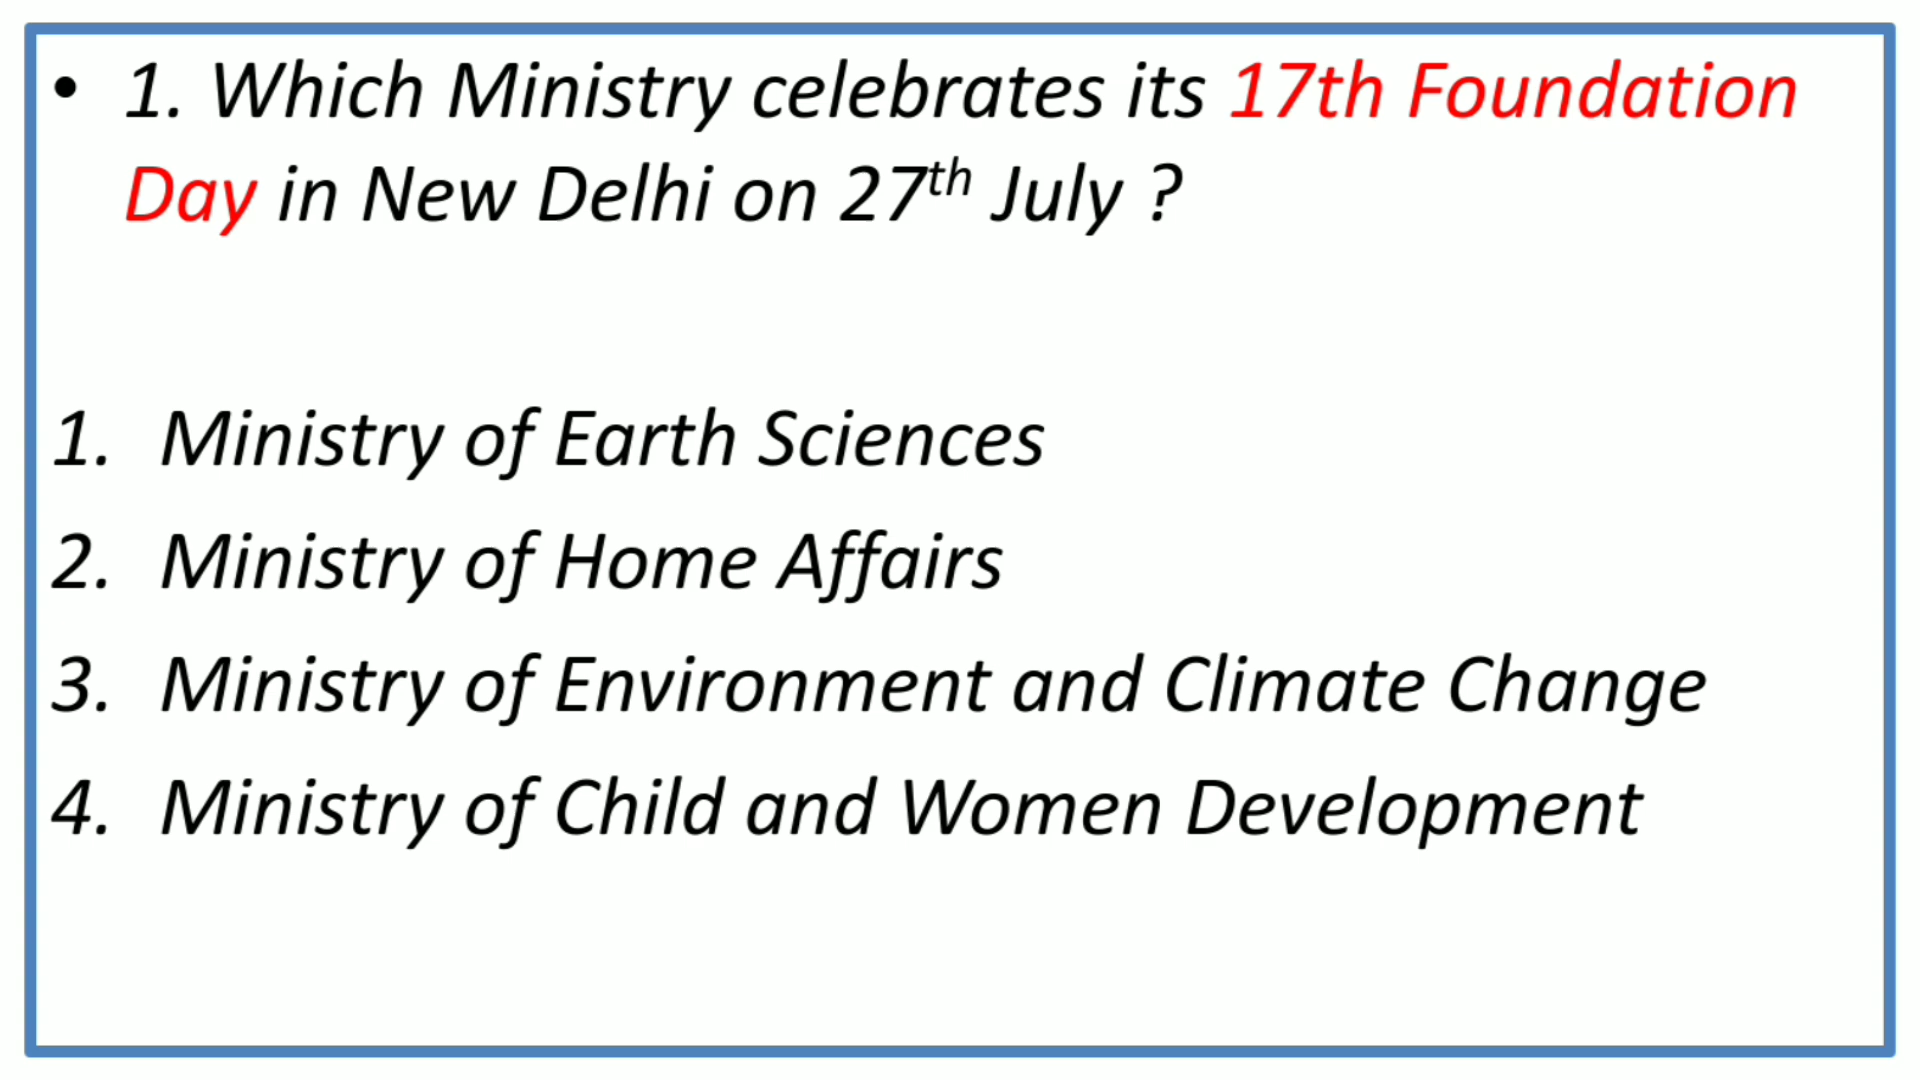 • 1. Which Ministry celebrates its 17th Foundation
Day in New Delhi on 27th July ?
1. Ministry of Earth Sciences
2. Ministry of Home Affairs
3. Ministry of Environment and Climate Change
4. Ministry of Child and Women Development